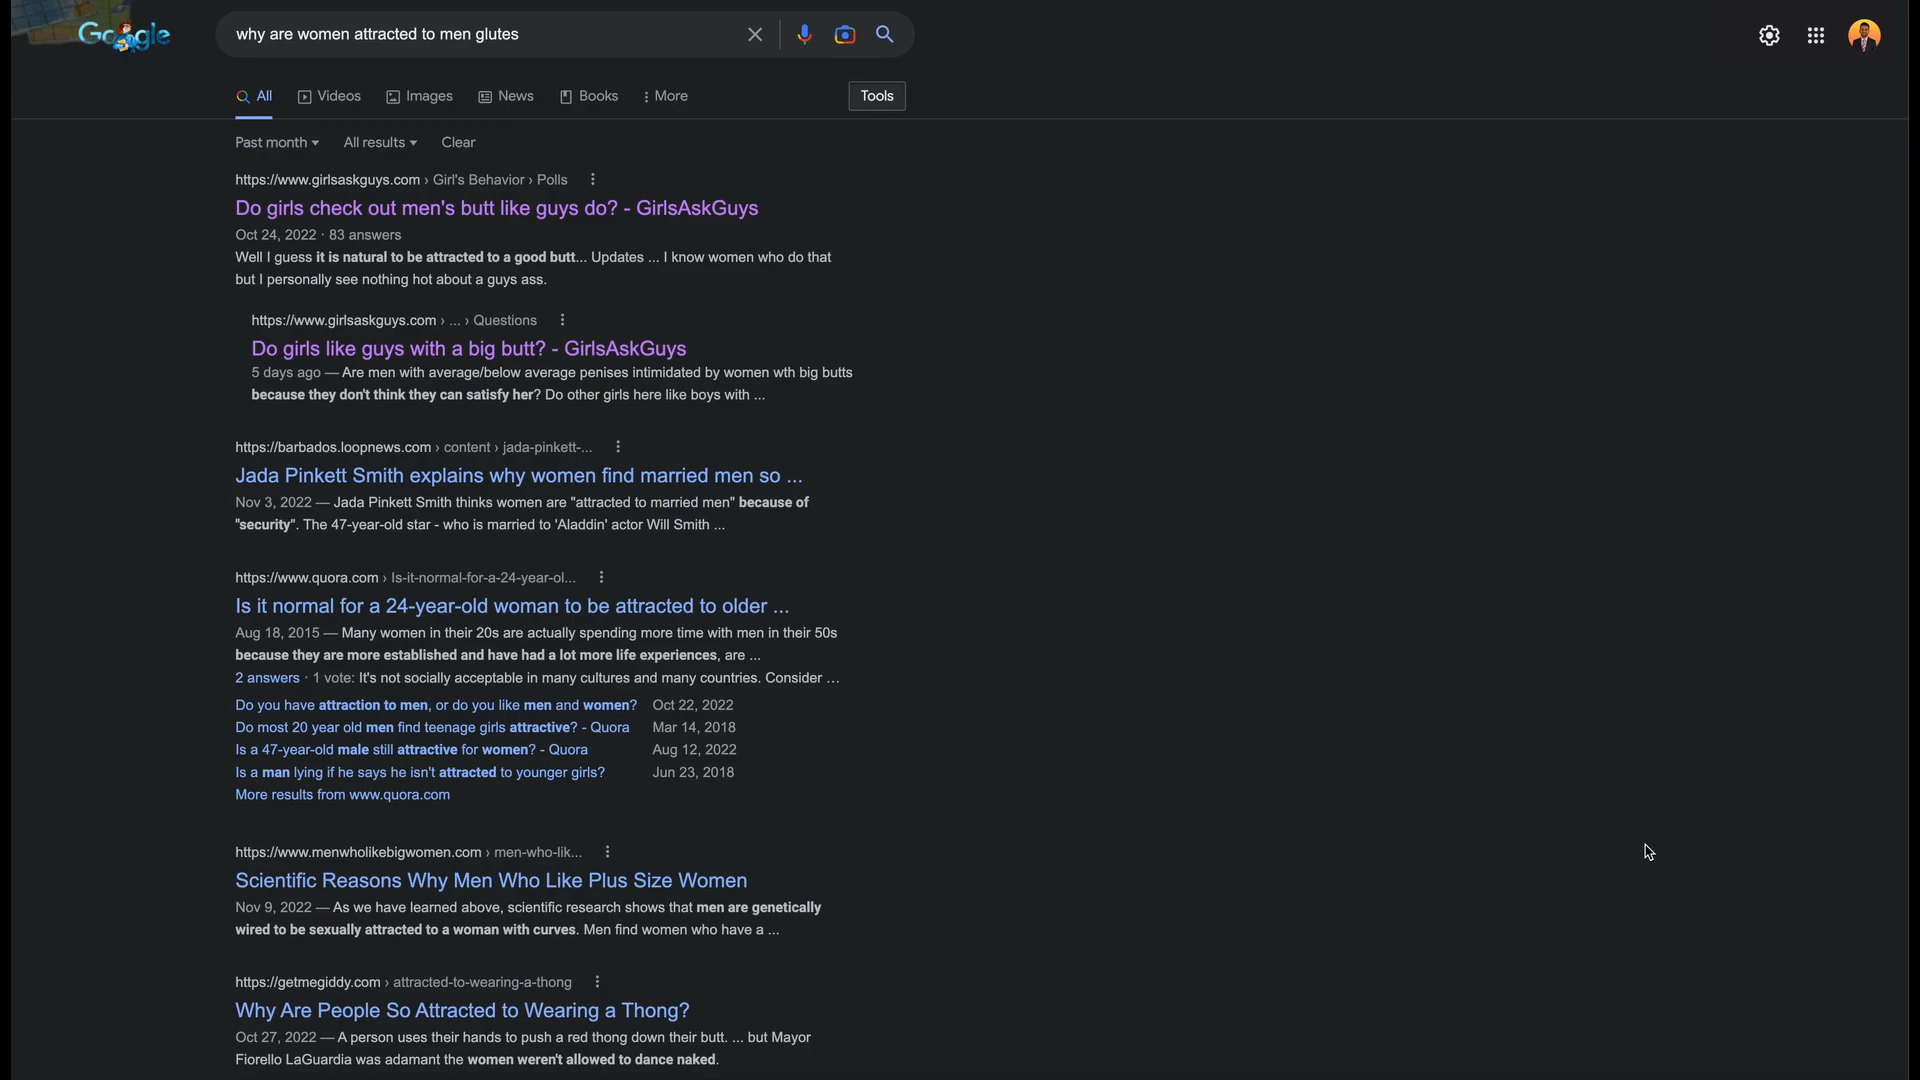 Google
why are women attracted to men glutes
All Videos Images News Books More Tools
Past month All results Clear
https://www.girlsaskguys.com › Girl's Behavior › Polls
Do girls check out men's butt like guys do? - GirlsAskGuys
Oct 24, 2022 · 83 answers
Well I guess it is natural to be attracted to a good butt... Updates ... I know women who do that
but I personally see nothing hot about a guys ass.
https://www.girlsaskguys.com › ... › Questions
Do girls like guys with a big butt? - GirlsAskGuys
5 days ago — Are men with average/below average penises intimidated by women wth big butts
because they don't think they can satisfy her? Do other girls here like boys with ...
https://barbados.loopnews.com › content › jada-pinkett-...
Jada Pinkett Smith explains why women find married men so ...
Nov 3, 2022 — Jada Pinkett Smith thinks women are "attracted to married men" because of
"security". The 47-year-old star - who is married to 'Aladdin' actor Will Smith ...
https://www.quora.com › Is-it-normal-for-a-24-year-ol...
Is it normal for a 24-year-old woman to be attracted to older ...
Aug 18, 2015 — Many women in their 20s are actually spending more time with men in their 50s
because they are more established and have had a lot more life experiences, are ...
2 answers · 1 vote: It's not socially acceptable in many cultures and many countries. Consider ...
Do you have attraction to men, or do you like men and women? Oct 22, 2022
Do most 20 year old men find teenage girls attractive? - Quora Mar 14, 2018
Is a 47-year-old male still attractive for women? - Quora Aug 12, 2022
Is a man lying if he says he isn't attracted to younger girls? Jun 23, 2018
More results from www.quora.com
https://www.menwholikebigwomen.com › men-who-lik...
Scientific Reasons Why Men Who Like Plus Size Women
Nov 9, 2022 — As we have learned above, scientific research shows that men are genetically
wired to be sexually attracted to a woman with curves. Men find women who have a ...
https://getmegiddy.com › attracted-to-wearing-a-thong
Why Are People So Attracted to Wearing a Thong?
Oct 27, 2022 — A person uses their hands to push a red thong down their butt. ... but Mayor
Fiorello LaGuardia was adamant the women weren't allowed to dance naked.